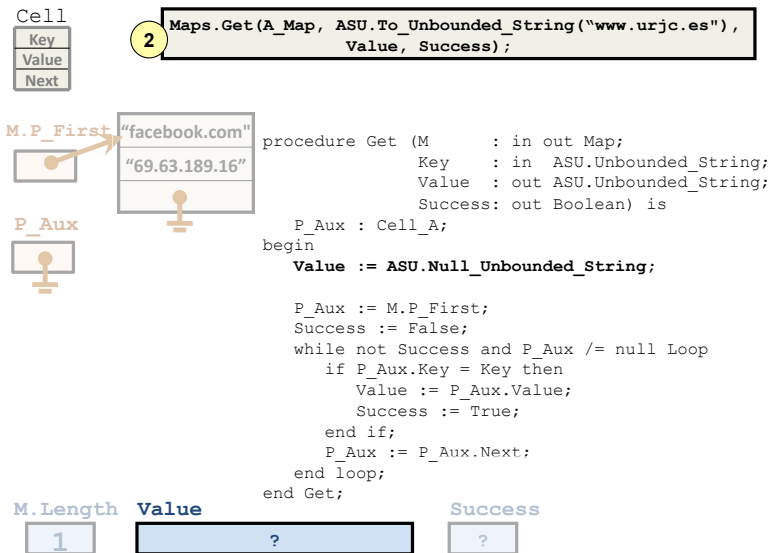 Cell
Key
Value
Next
2
Maps.Get(A_Map, ASU.To_Unbounded_String(“www.urjc.es"),
Value, Success);
M.P_First
“facebook.com"
“69.63.189.16”
P_Aux
procedure Get (M : in out Map;
Key : in ASU.Unbounded_String;
Value : out ASU.Unbounded_String;
Success: out Boolean) is
P_Aux : Cell_A;
begin
Value := ASU.Null_Unbounded_String;
P_Aux := M.P_First;
Success := False;
while not Success and P_Aux /= null Loop
if P_Aux.Key = Key then
Value := P_Aux.Value;
Success := True;
end if;
P_Aux := P_Aux.Next;
end loop;
end Get;
M.Length Value Success
1 ? ?